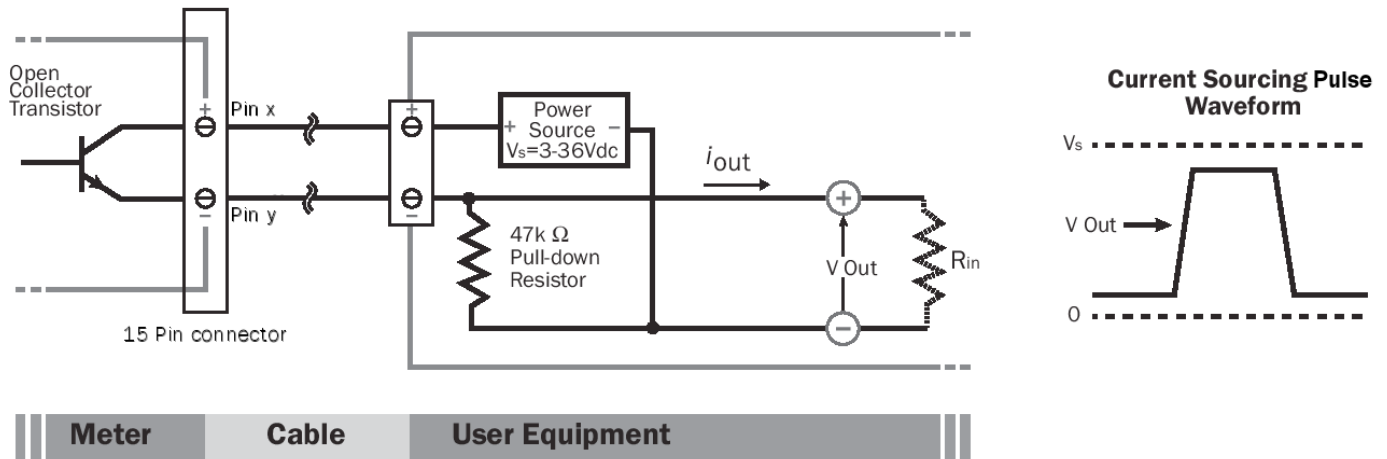 Open
Collector
Transistor
+
Pin x
−
Pin y
15 Pin connector
+
−
Power
+ Source −
Vs=3-36Vdc
iout
47k Ω
Pull-down
Resistor
+
V Out
−
Rin
Current Sourcing Pulse
Waveform
Vs
V Out
0
Meter
Cable
User Equipment